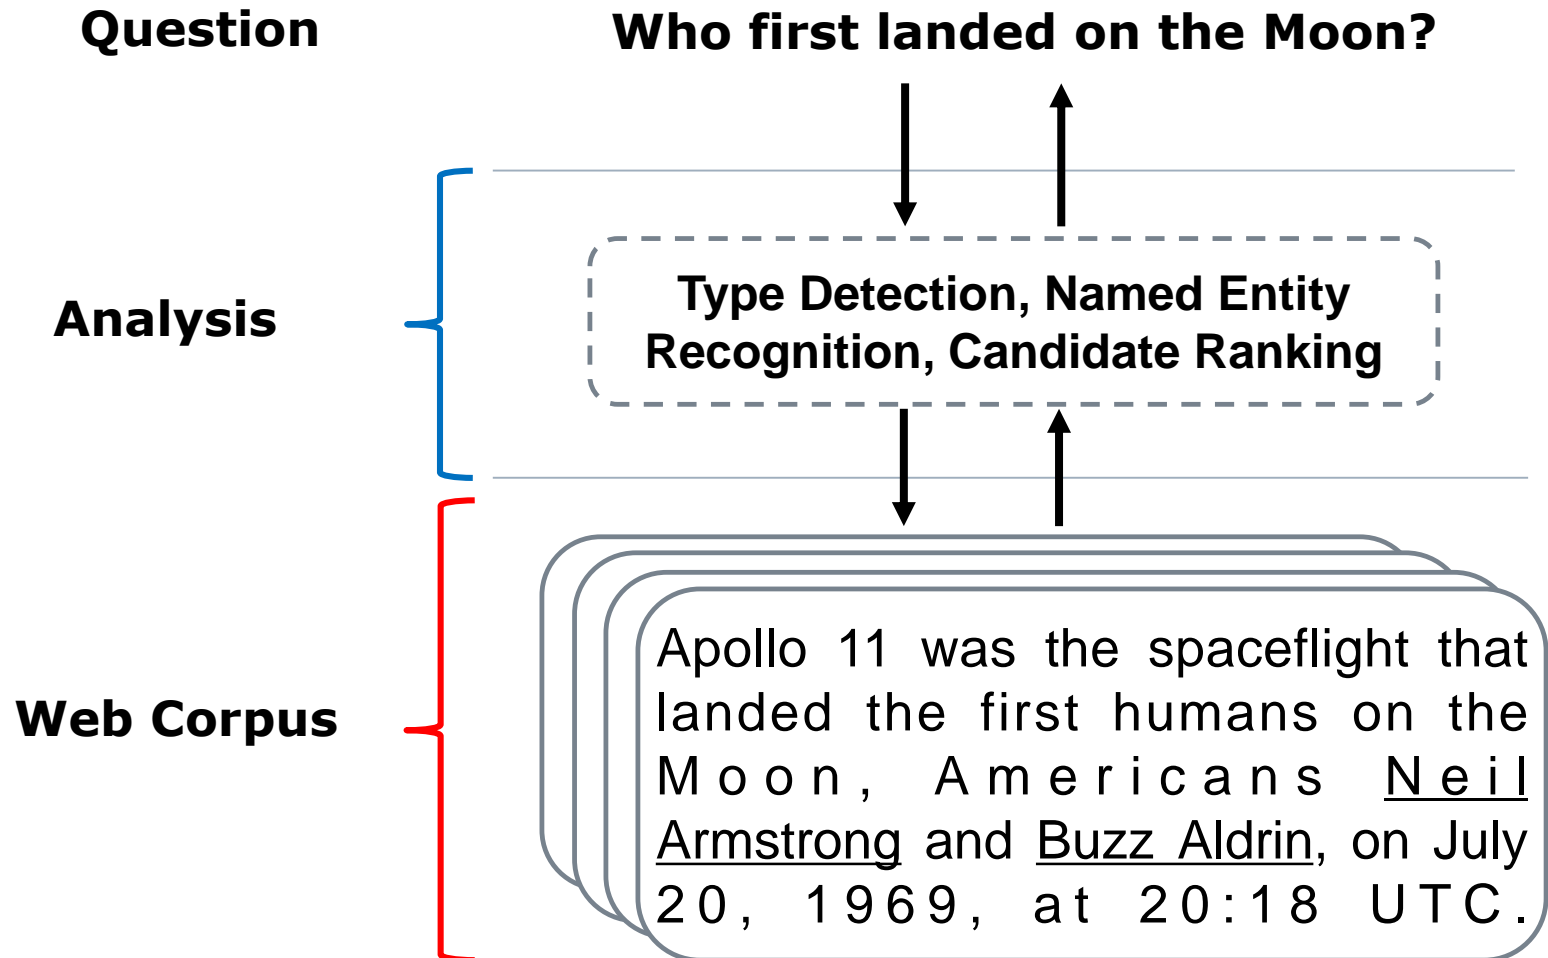 Question
Who first landed on the Moon?
Analysis
Type Detection, Named Entity
Recognition, Candidate Ranking
Web Corpus
Apollo 11 was the spaceflight that
landed the first humans on the
Moon, Americans Neil
Armstrong and Buzz Aldrin, on July
20, 1969, at 20:18 UTC.